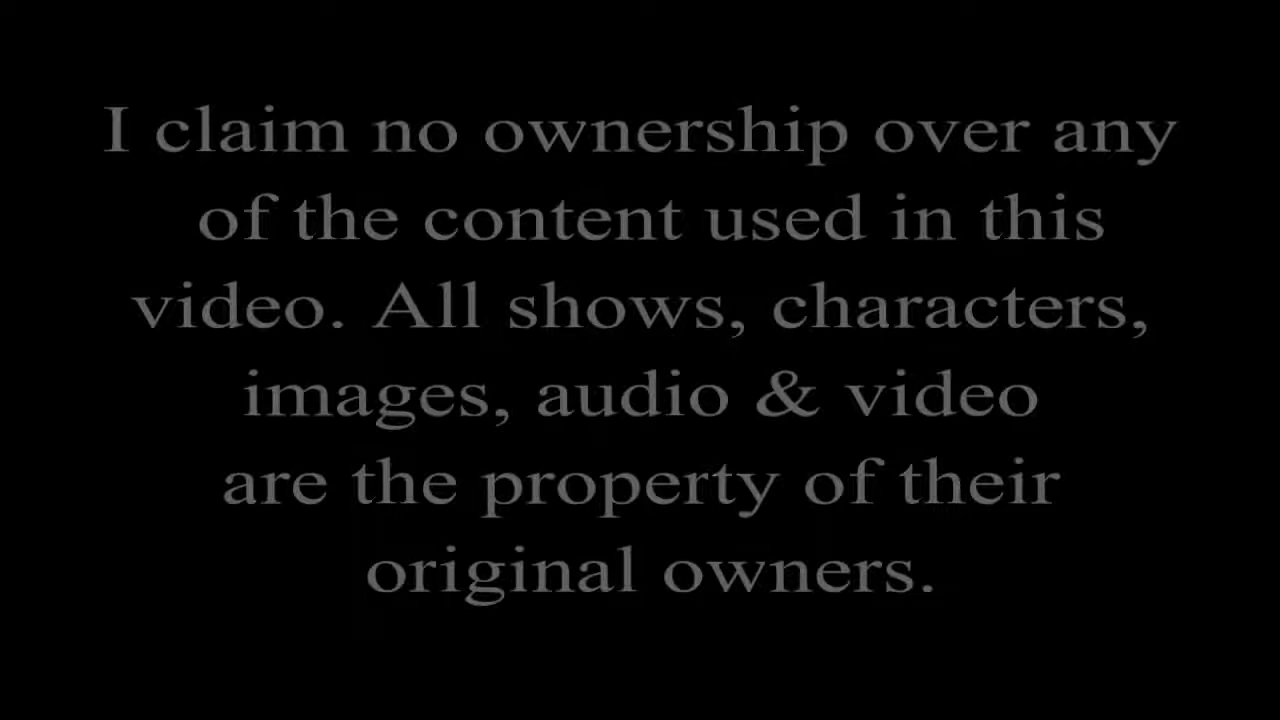 I claim no ownership over any
of the content used in this
video. All shows, characters,
images, audio & video
are the property of their
original owners.